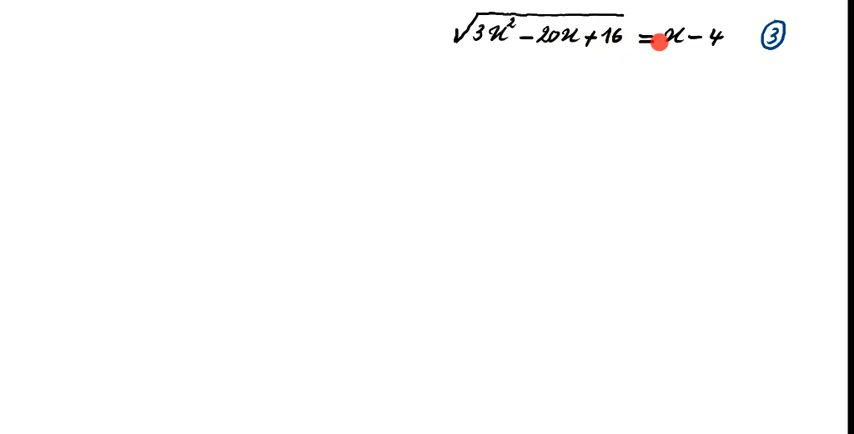 √(3x² - 20x + 16) = x - 4 ③